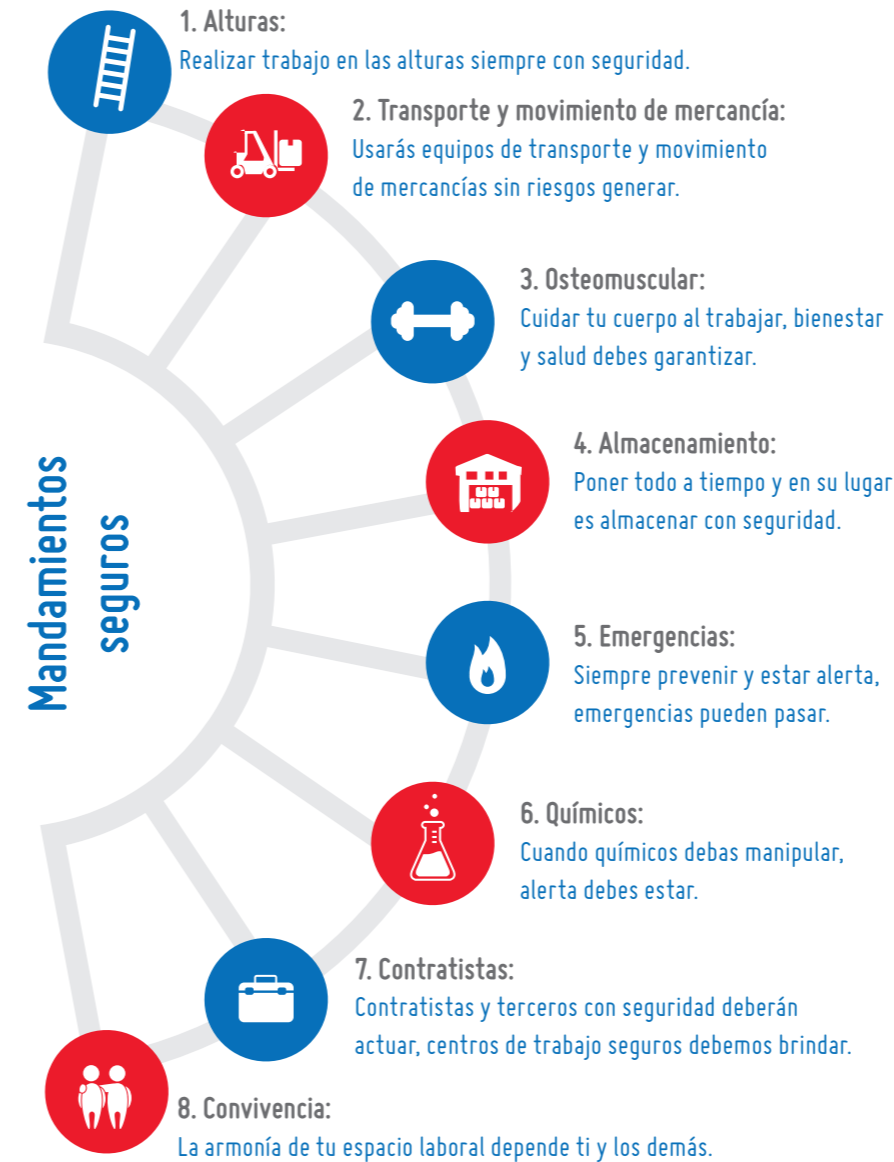 1. Alturas:
Realizar trabajo en las alturas siempre con seguridad.
2. Transporte y movimiento de mercancía:
Usarás equipos de transporte y movimiento
de mercancías sin riesgos generar.
3. Osteomuscular:
Cuidar tu cuerpo al trabajar, bienestar
y salud debes garantizar.
4. Almacenamiento:
Poner todo a tiempo y en su lugar
es almacenar con seguridad.
Mandamientos
seguros
5. Emergencias:
Siempre prevenir y estar alerta,
emergencias pueden pasar.
6. Químicos:
Cuando químicos debas manipular,
alerta debes estar.
7. Contratistas:
Contratistas y terceros con seguridad deberán
actuar, centros de trabajo seguros debemos brindar.
8. Convivencia:
La armonía de tu espacio laboral depende ti y los demás.